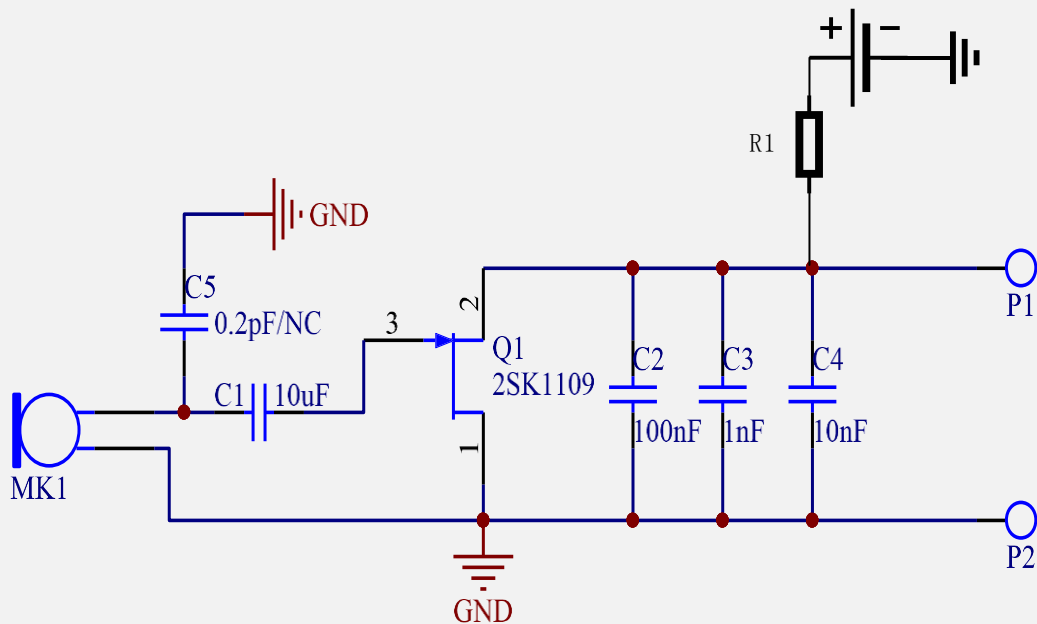 + −
R1
GND
C5
0.2pF/NC
2
3
P1
Q1
C2
C3
C4
2SK1109
C1
10uF
100nF
1nF
10nF
1
MK1
P2
GND